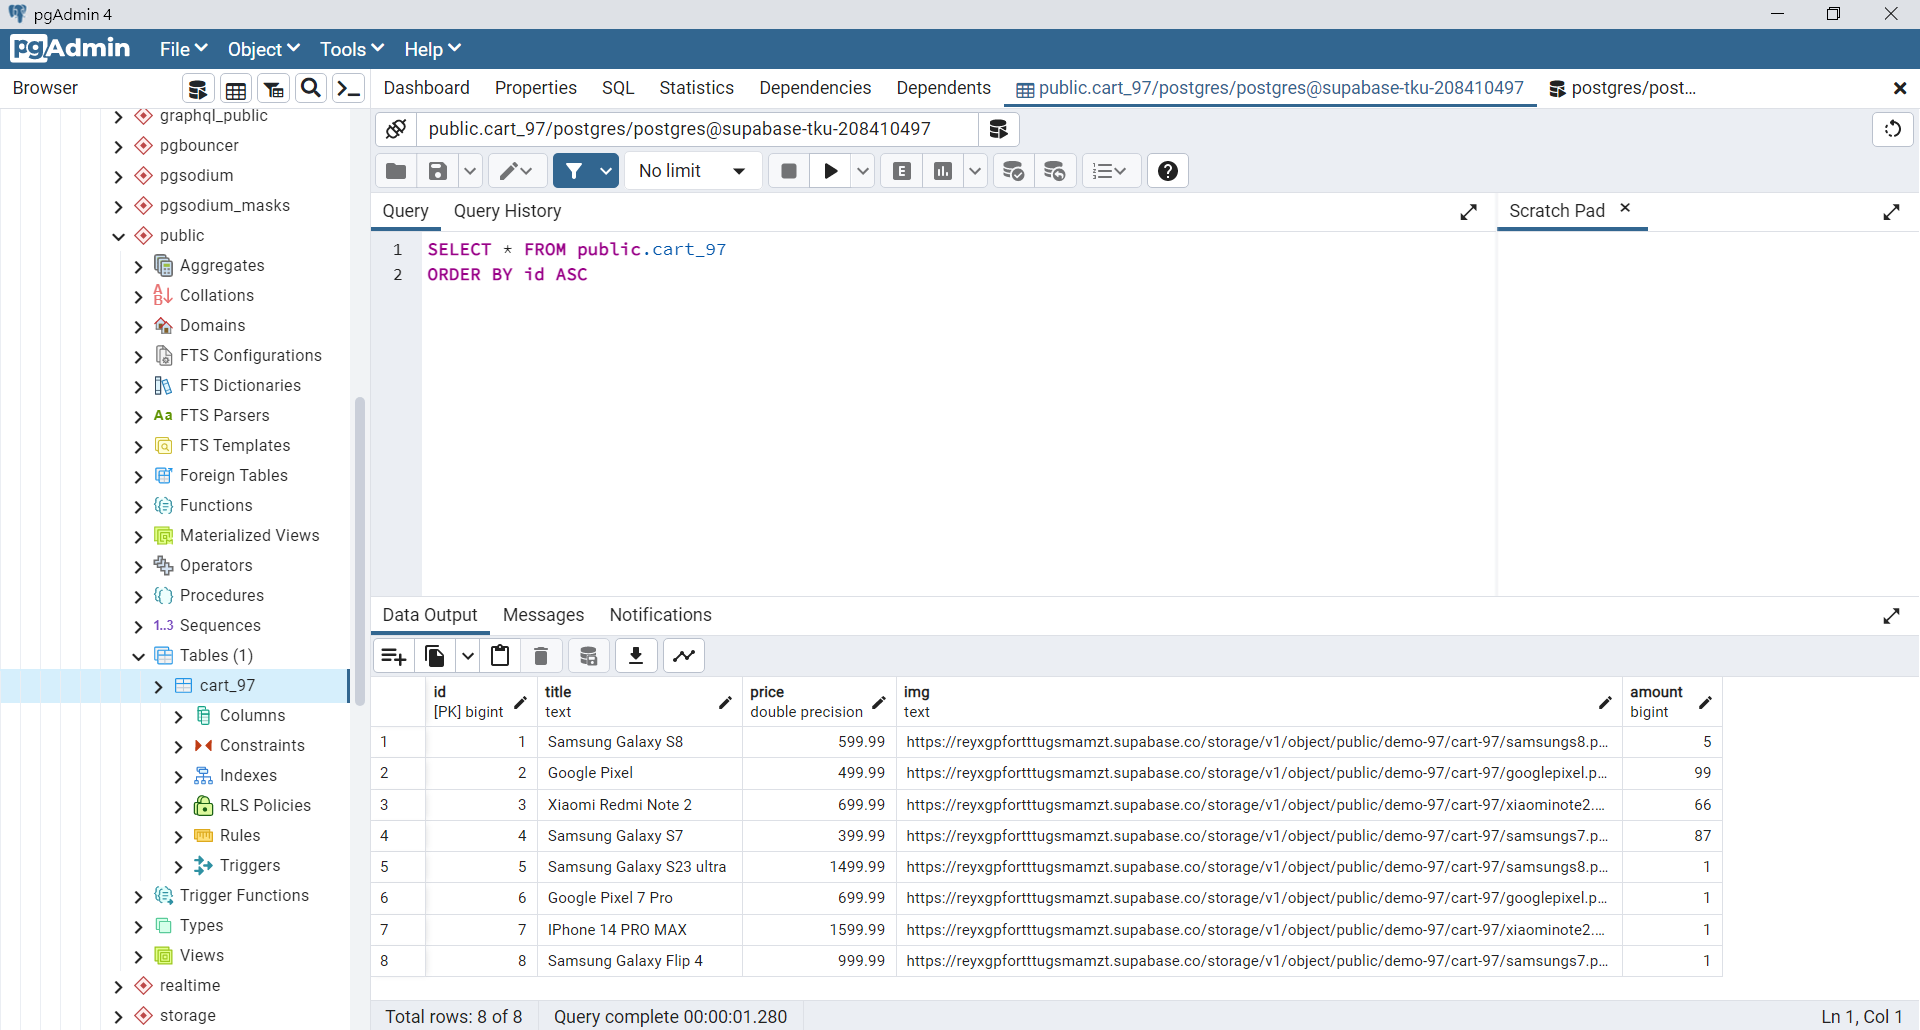 pgAdmin 4
pgAdmin File Object Tools Help
Browser
Dashboard Properties SQL Statistics Dependencies Dependents public.cart_97/postgres/postgres@supabase-tku-208410497 postgres/post...
graphql_public
pgbouncer
pgsodium
pgsodium_masks
public
Aggregates
Collations
Domains
FTS Configurations
FTS Dictionaries
Aa FTS Parsers
FTS Templates
Foreign Tables
Functions
Materialized Views
Operators
Procedures
1..3 Sequences
Tables (1)
cart_97
Columns
Constraints
Indexes
RLS Policies
Rules
Triggers
Trigger Functions
Types
Views
realtime
storage
public.cart_97/postgres/postgres@supabase-tku-208410497
No limit E
Query Query History
Scratch Pad
1 SELECT * FROM public.cart_97
2 ORDER BY id ASC
Data Output Messages Notifications
id title price img amount
[PK] bigint text double precision text bigint
1 1 Samsung Galaxy S8 599.99 https://reyxgpfortttugsmamzt.supabase.co/storage/v1/object/public/demo-97/cart-97/samsungs8.p... 5
2 2 Google Pixel 499.99 https://reyxgpfortttugsmamzt.supabase.co/storage/v1/object/public/demo-97/cart-97/googlepixel.p... 99
3 3 Xiaomi Redmi Note 2 699.99 https://reyxgpfortttugsmamzt.supabase.co/storage/v1/object/public/demo-97/cart-97/xiaominote2.... 66
4 4 Samsung Galaxy S7 399.99 https://reyxgpfortttugsmamzt.supabase.co/storage/v1/object/public/demo-97/cart-97/samsungs7.p... 87
5 5 Samsung Galaxy S23 ultra 1499.99 https://reyxgpfortttugsmamzt.supabase.co/storage/v1/object/public/demo-97/cart-97/samsungs8.p... 1
6 6 Google Pixel 7 Pro 699.99 https://reyxgpfortttugsmamzt.supabase.co/storage/v1/object/public/demo-97/cart-97/googlepixel.p... 1
7 7 IPhone 14 PRO MAX 1599.99 https://reyxgpfortttugsmamzt.supabase.co/storage/v1/object/public/demo-97/cart-97/xiaominote2.... 1
8 8 Samsung Galaxy Flip 4 999.99 https://reyxgpfortttugsmamzt.supabase.co/storage/v1/object/public/demo-97/cart-97/samsungs7.p... 1
Total rows: 8 of 8 Query complete 00:00:01.280 Ln 1, Col 1